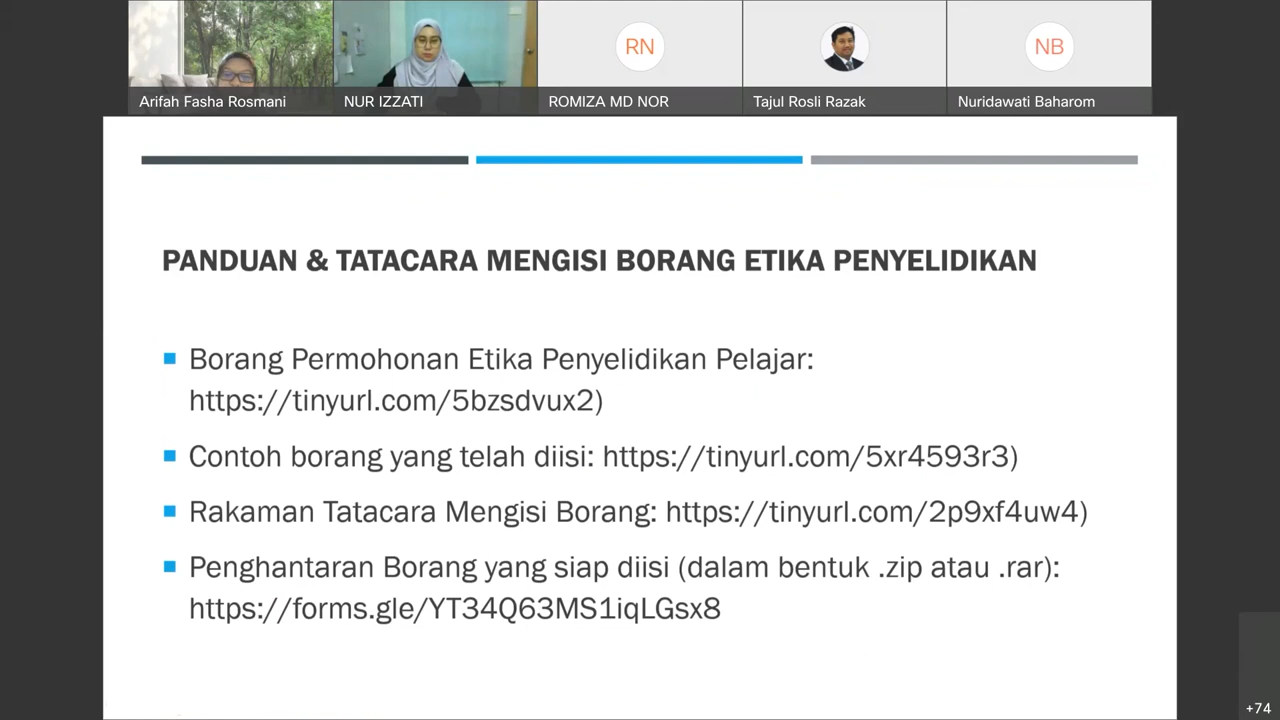 RN
NB
Arifah Fasha Rosmani
NUR IZZATI
ROMIZA MD NOR
Tajul Rosli Razak
Nuridawati Baharom
PANDUAN & TATACARA MENGISI BORANG ETIKA PENYELIDIKAN
Borang Permohonan Etika Penyelidikan Pelajar:
https://tinyurl.com/5bzsdvux2)
Contoh borang yang telah diisi: https://tinyurl.com/5xr4593r3)
Rakaman Tatacara Mengisi Borang: https://tinyurl.com/2p9xf4uw4)
Penghantaran Borang yang siap diisi (dalam bentuk .zip atau .rar):
https://forms.gle/YT34Q63MS1iqLGsx8
+74